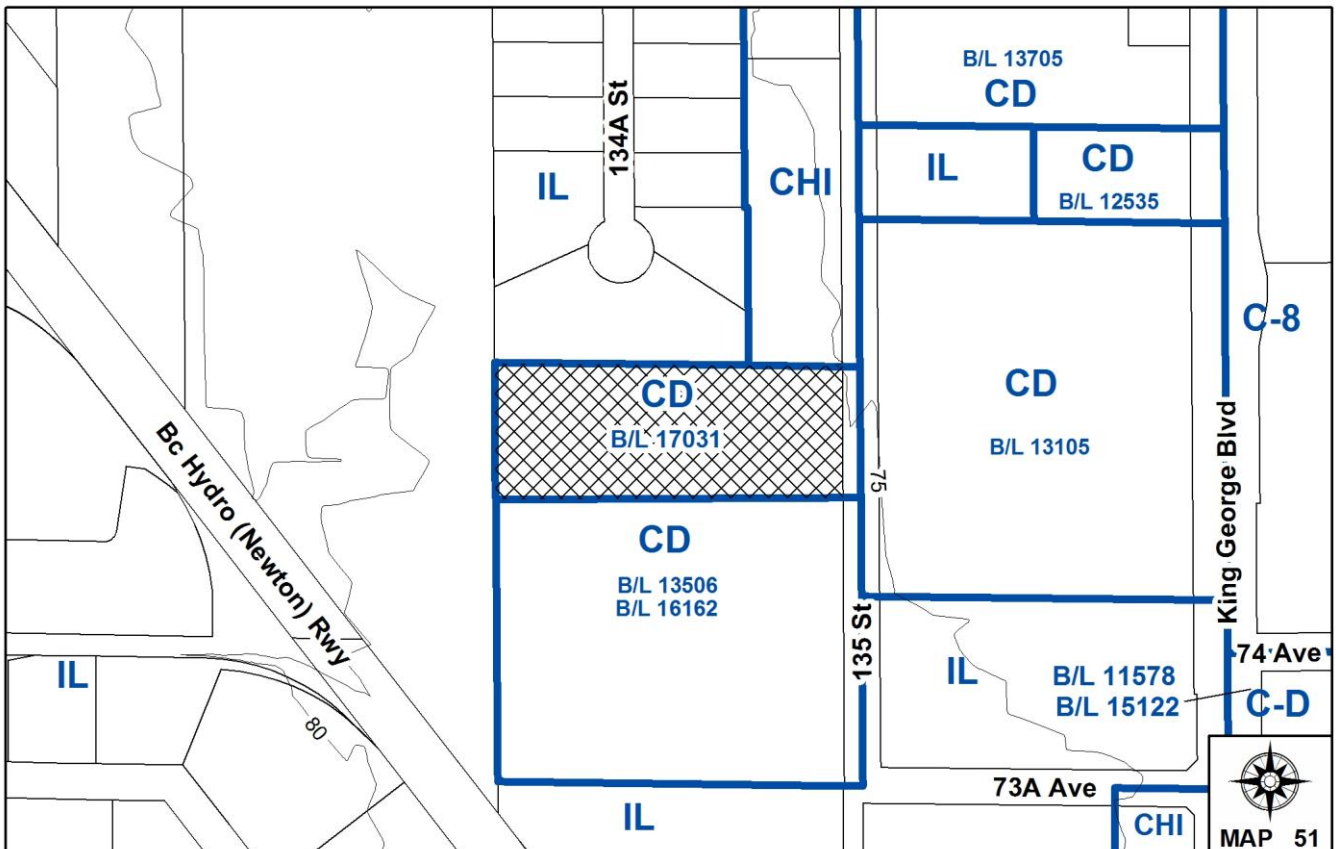 B/L 13705
CD
134A St
IL
CHI
IL
CD
B/L 12535
C-8
CD
B/L 17031
CD
B/L 13105
Bc Hydro (Newton) Rwy
75
King George Blvd
CD
B/L 13506
B/L 16162
135 St
74 Ave
IL
IL
B/L 11578
B/L 15122
C-D
80
73A Ave
IL
CHI
MAP 51